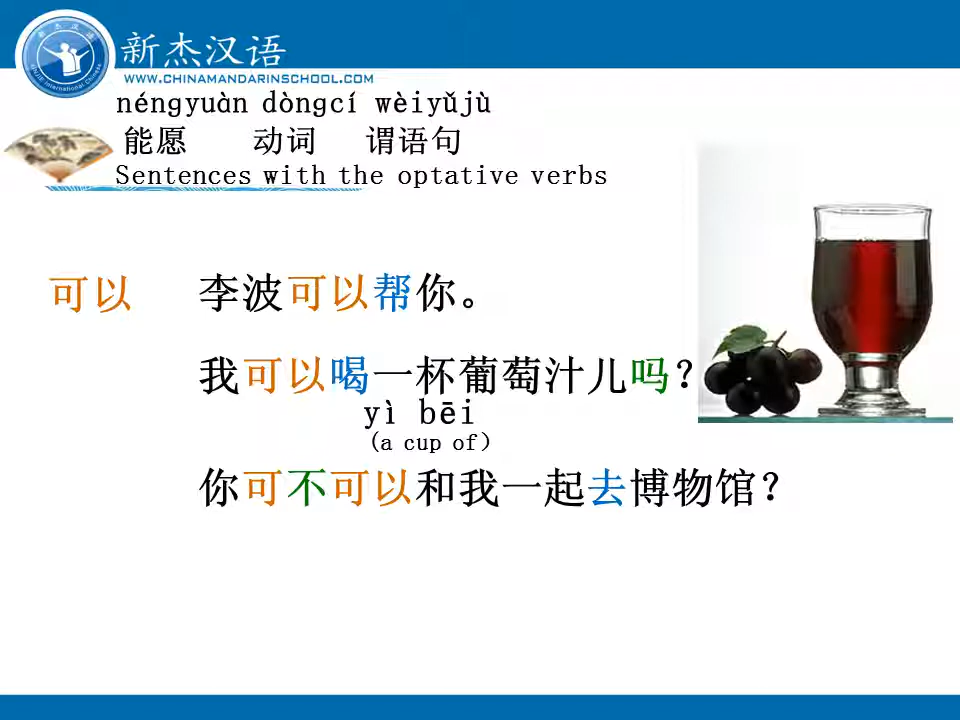 新杰汉语
WWW.CHINAMANDARINSCHOOL.COM
néngyuàn dòngcí wèiyǔjù
能愿 动词 谓语句
Sentences with the optative verbs
可以 李波可以帮你。
我可以喝一杯葡萄汁儿吗？
yì bēi
(a cup of）
你可不可以和我一起去博物馆？